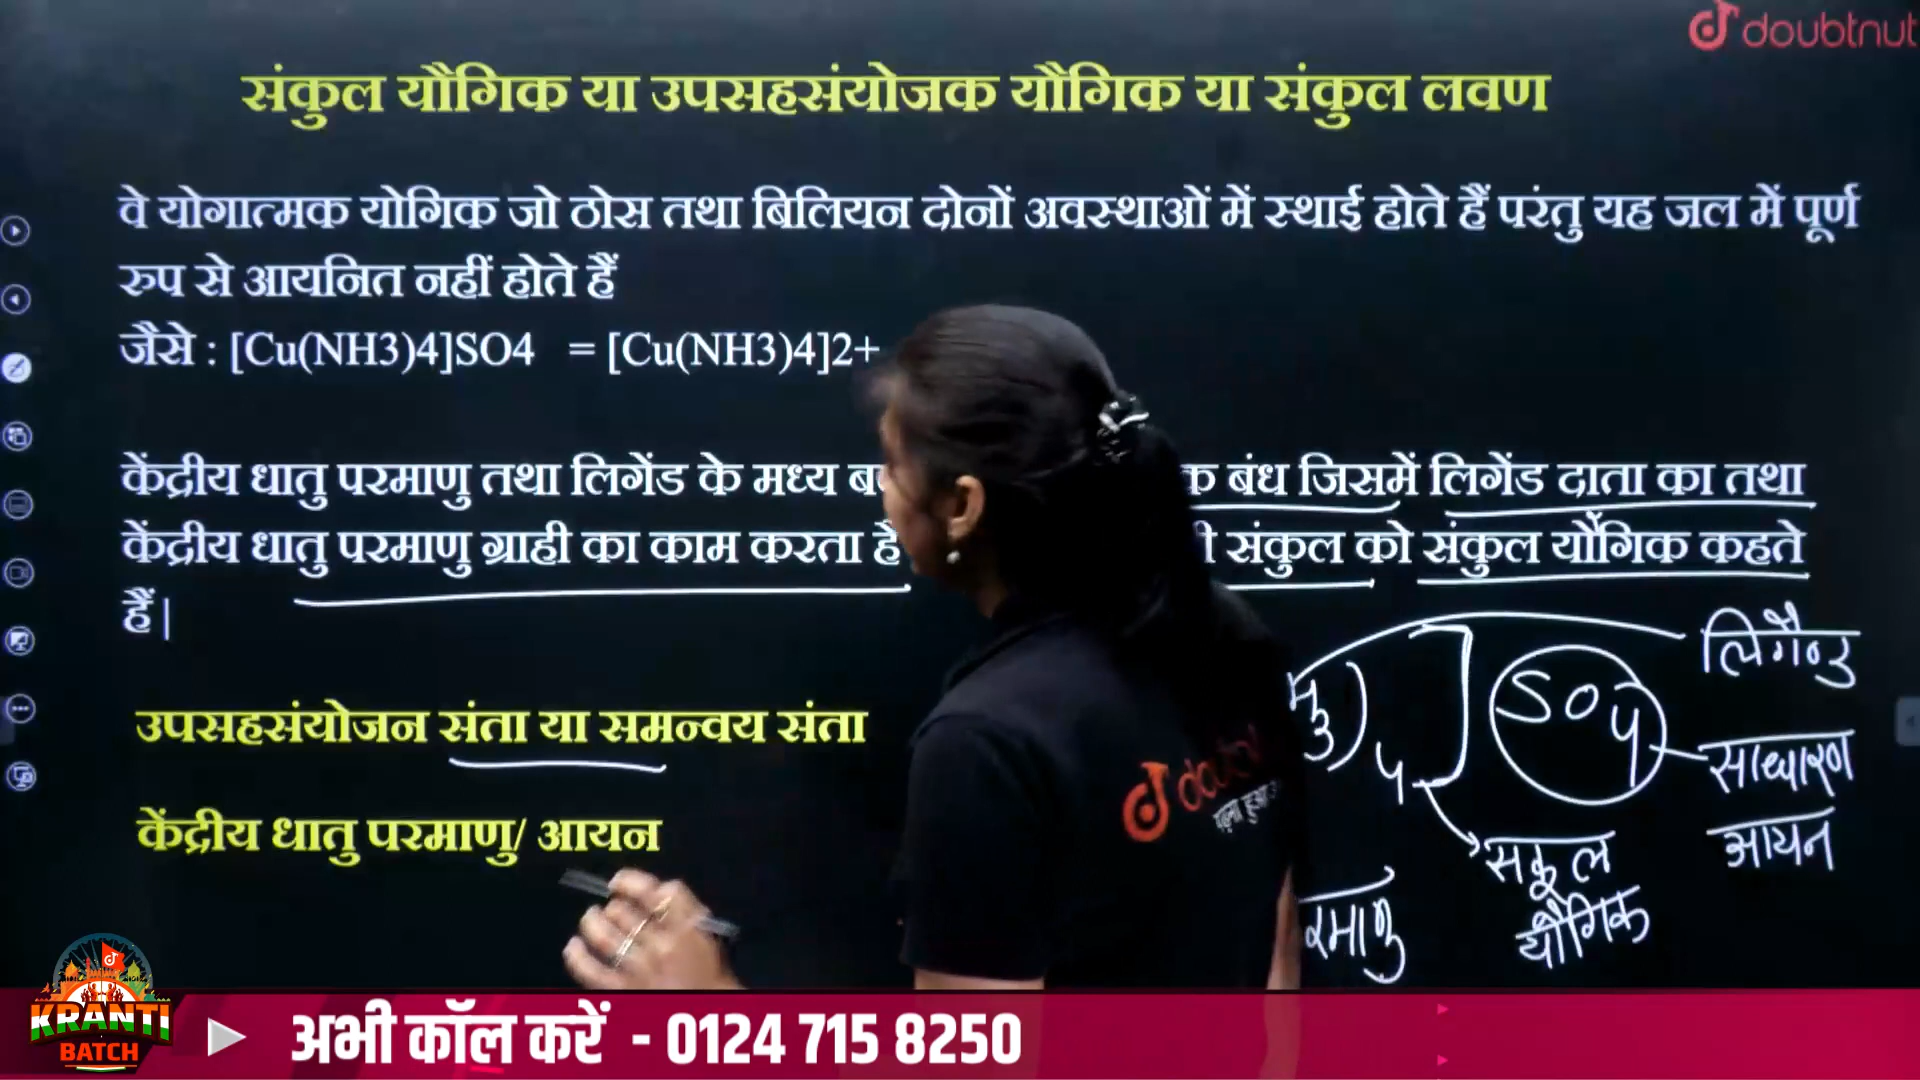 doubtnut
संकुल यौगिक या उपसहसंयोजक यौगिक या संकुल लवण
वे योगात्मक योगिक जो ठोस तथा बिलियन दोनों अवस्थाओं में स्थाई होते हैं परंतु यह जल में पूर्ण
रुप से आयनित नहीं होते हैं
जैसे : [Cu(NH3)4]SO4 = [Cu(NH3)4]2+
केंद्रीय धातु परमाणु तथा लिगेंड के मध्य बंध जिसमें लिगेंड दाता का तथा
केंद्रीय धातु परमाणु ग्राही का काम करता है संकुल को संकुल यौगिक कहते
हैं|
लिगैन्ड
SO4
4
साधारण
आयन
संकूल
यौगिक
उपसहसंयोजन संता या समन्वय संता
केंद्रीय धातु परमाणु/ आयन
KRANTI
BATCH
अभी कॉल करें - 0124 715 8250